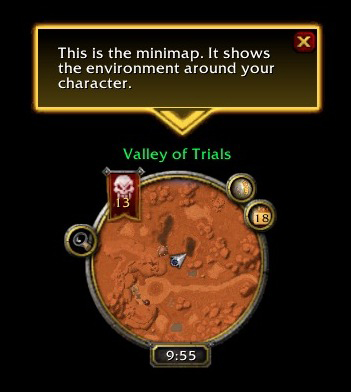 This is the minimap. It shows
the environment around your
character.
Valley of Trials
13
18
9:55